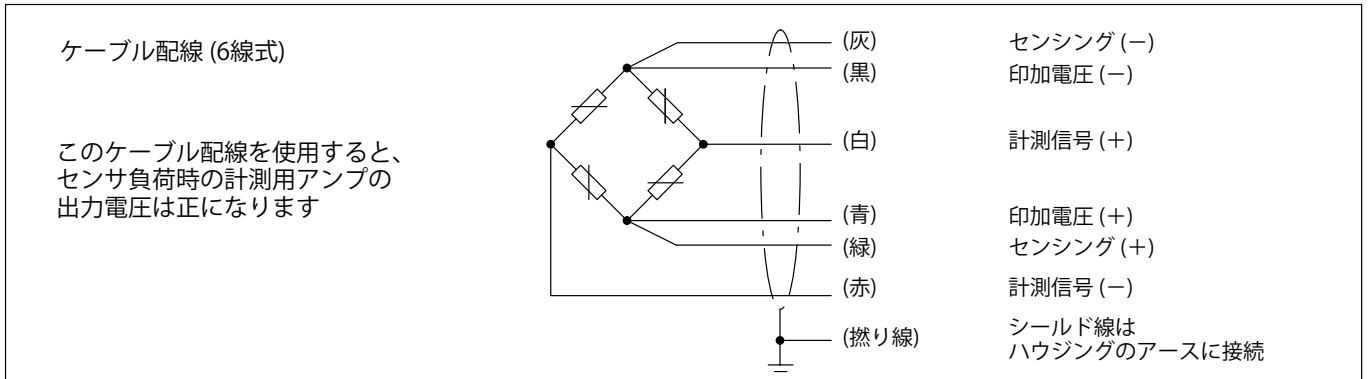 ケーブル配線 (6線式)
このケーブル配線を使用すると、
センサ負荷時の計測用アンプの
出力電圧は正になります
(灰) センシング (－)
(黒) 印加電圧 (－)
(白) 計測信号 (＋)
(青) 印加電圧 (＋)
(緑) センシング (＋)
(赤) 計測信号 (－)
(撚り線) シールド線は
ハウジングのアースに接続